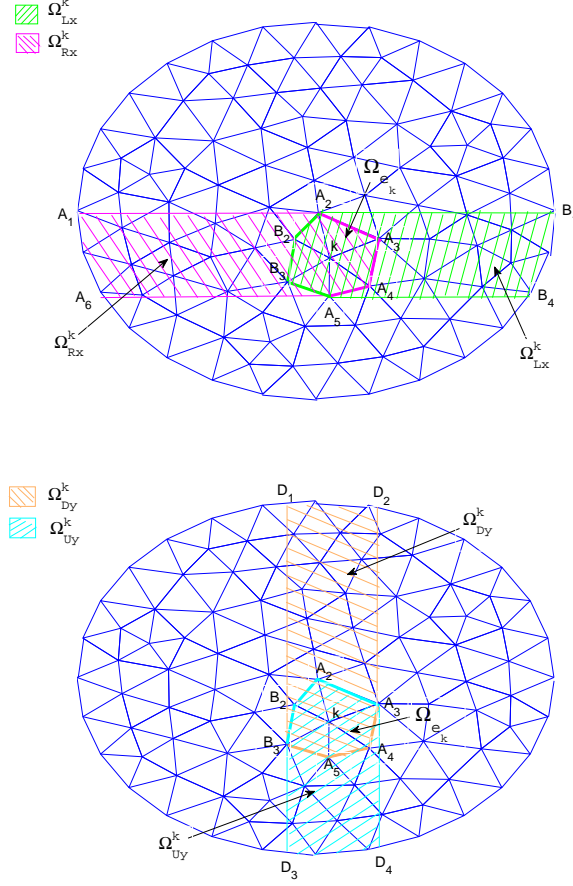 Ω^k_Lx
Ω^k_Rx
Ω_e_k
A_2
A_1
B
B_2
k
A_3
B_3
A_4
A_6
A_5
B_4
Ω^k_Rx
Ω^k_Lx
Ω^k_Dy
Ω^k_Uy
D_1
D_2
Ω^k_Dy
A_2
B_2
k
A_3
Ω_e_k
B_3
A_4
A_5
Ω^k_Uy
D_3
D_4